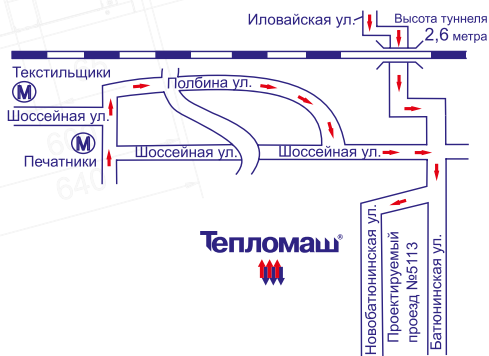 Иловайская ул.
Высота туннеля
2,6 метра
Текстильщики
М
Полбина ул.
Шоссейная ул.
М
Печатники
Шоссейная ул.
Шоссейная ул.
Тепломаш®
Новобатюнинская ул.
Проектируемый
проезд №5113
Батюнинская ул.
640